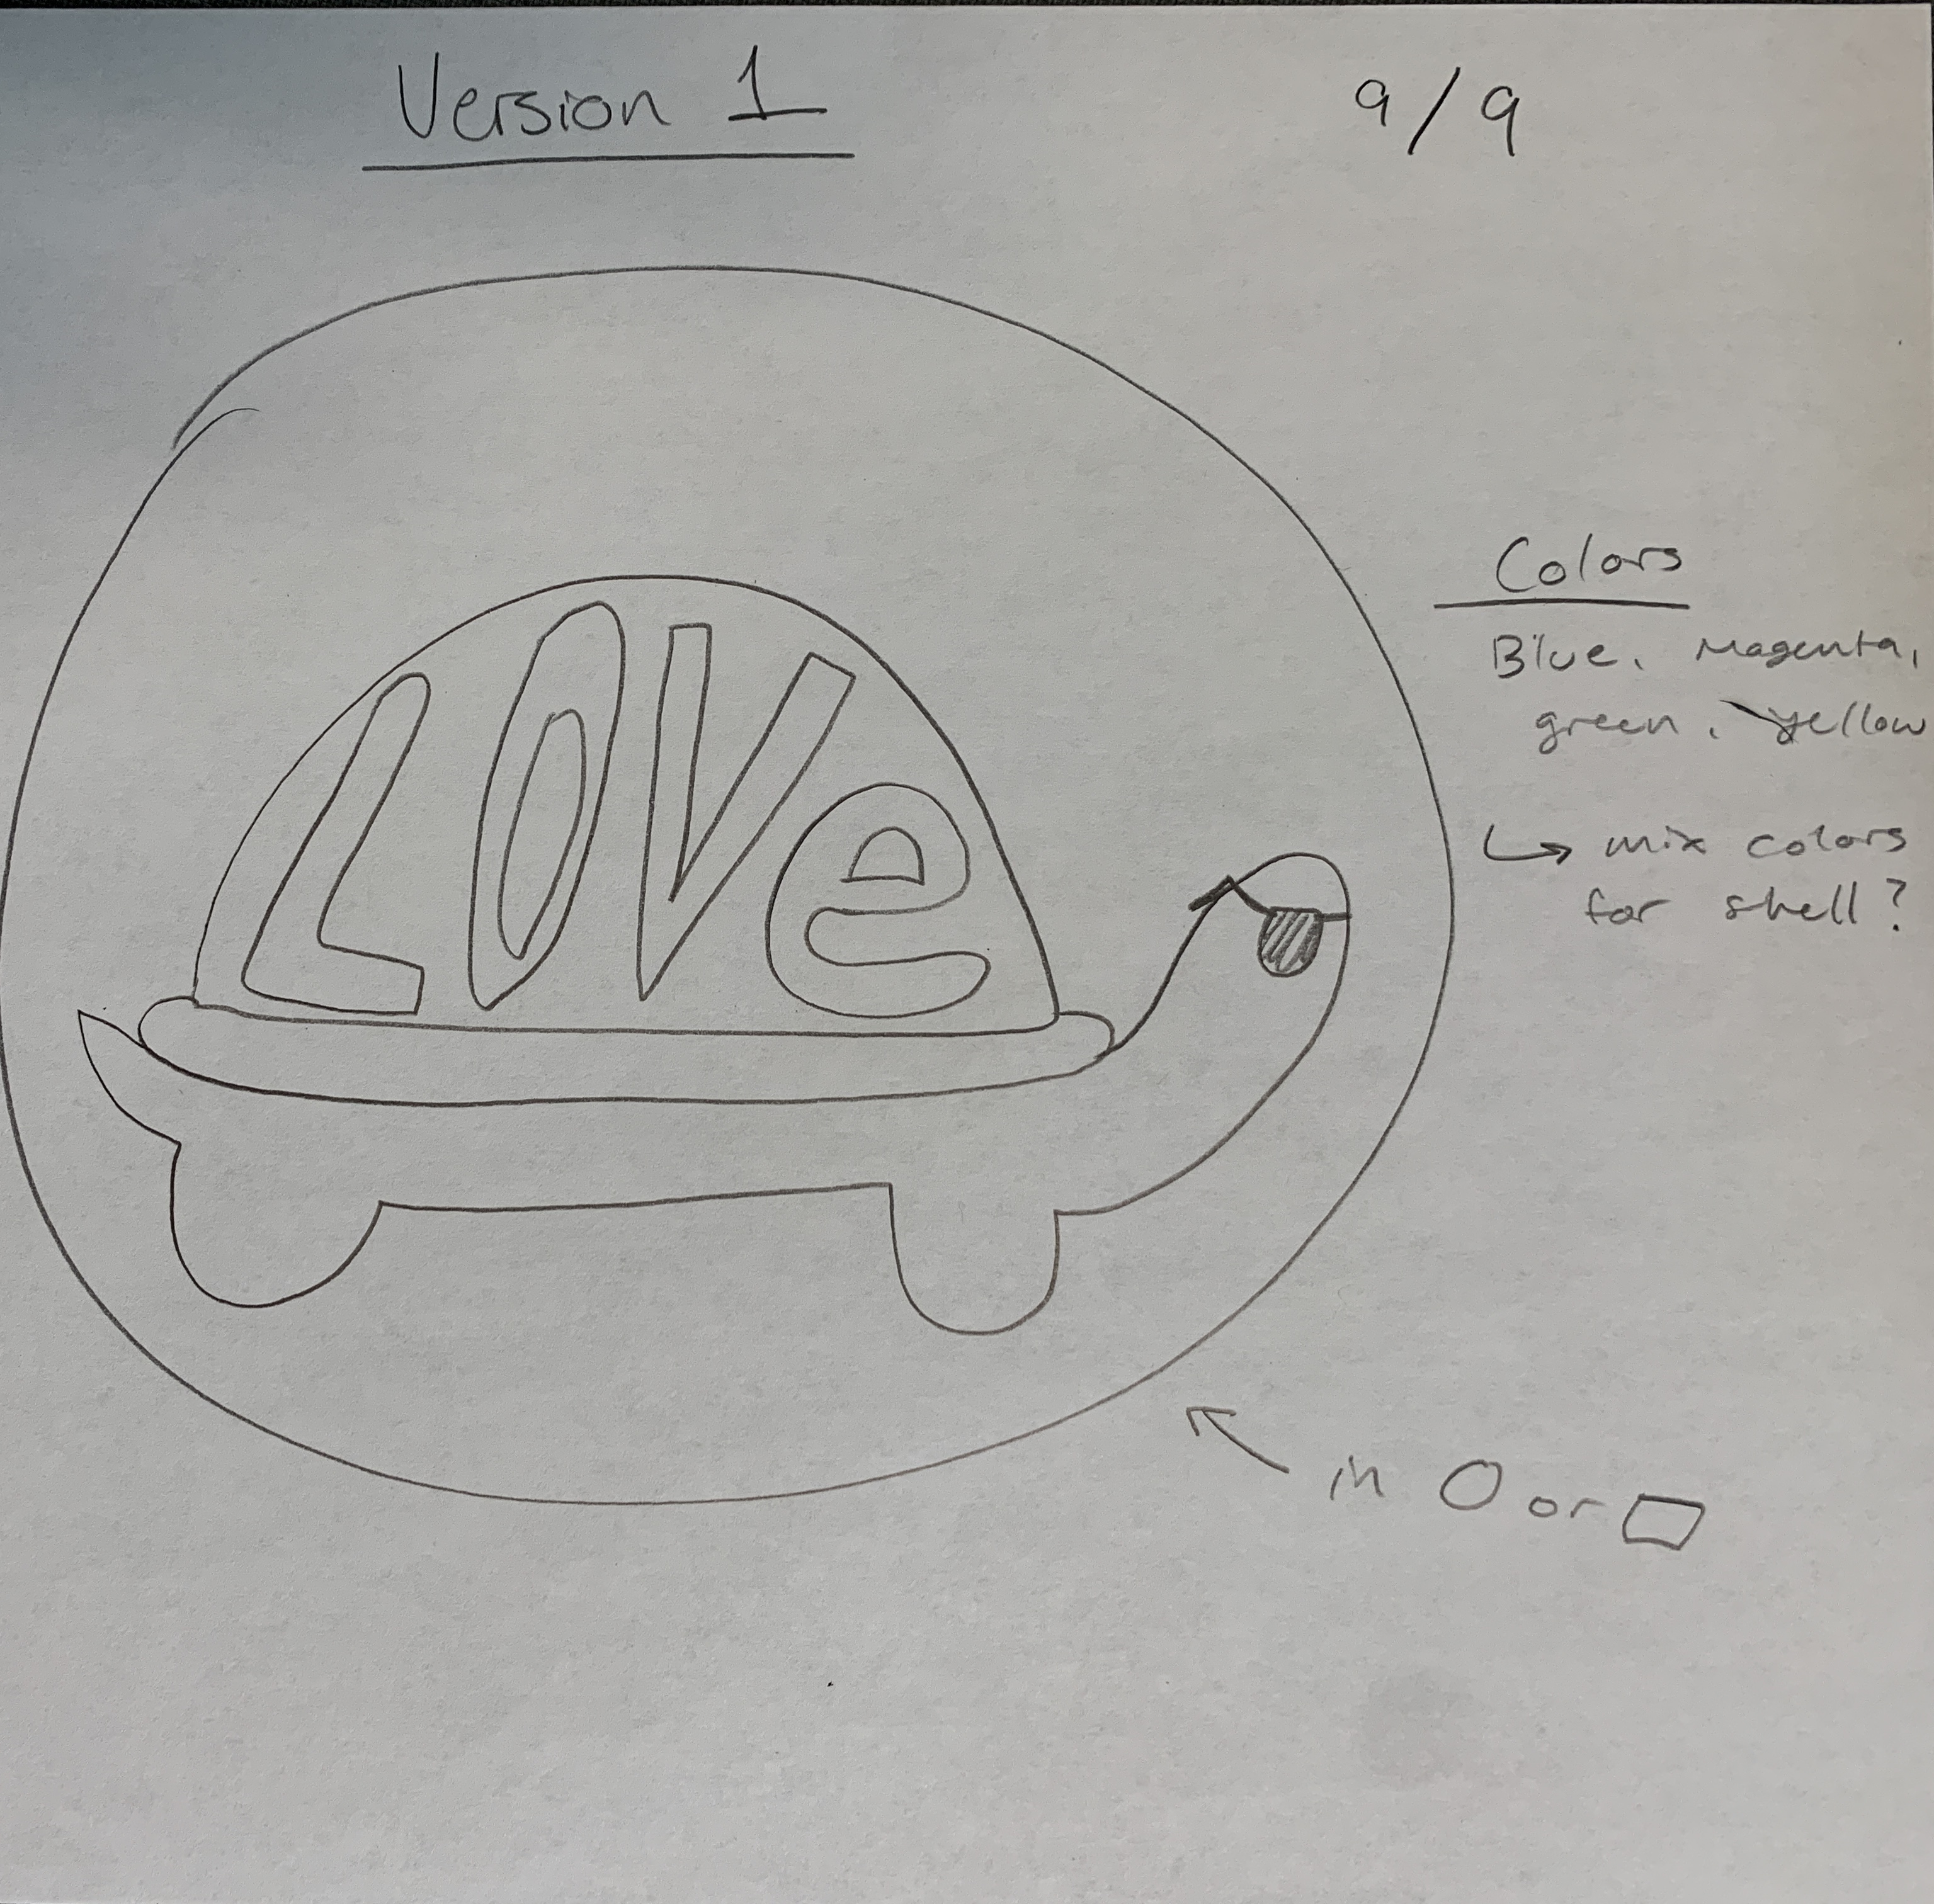 Version 1
9/9
LOVe
Colors
Blue, Magenta,
green, yellow
mix colors
for shell?
in O or